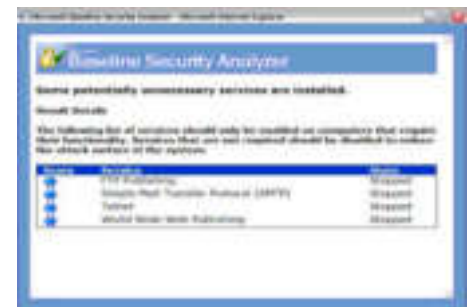 Microsoft Baseline Security Analyzer - Microsoft Internet Explorer
Baseline Security Analyzer
Some potentially unnecessary services are installed.
Result Details
The following list of services should only be enabled on computers that require
their functionality. Services that are not required should be disabled to reduce
the attack surface of the system.
Service State
FTP Publishing Stopped
Simple Mail Transfer Protocol (SMTP) Stopped
Telnet Stopped
World Wide Web Publishing Stopped